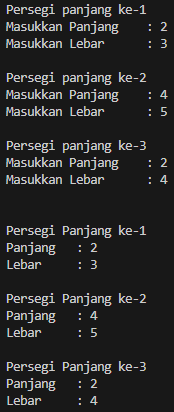 Persegi panjang ke-1
Masukkan Panjang    : 2
Masukkan Lebar      : 3

Persegi panjang ke-2
Masukkan Panjang    : 4
Masukkan Lebar      : 5

Persegi panjang ke-3
Masukkan Panjang    : 2
Masukkan Lebar      : 4


Persegi Panjang ke-1
Panjang   : 2
Lebar     : 3

Persegi Panjang ke-2
Panjang   : 4
Lebar     : 5

Persegi Panjang ke-3
Panjang   : 2
Lebar     : 4